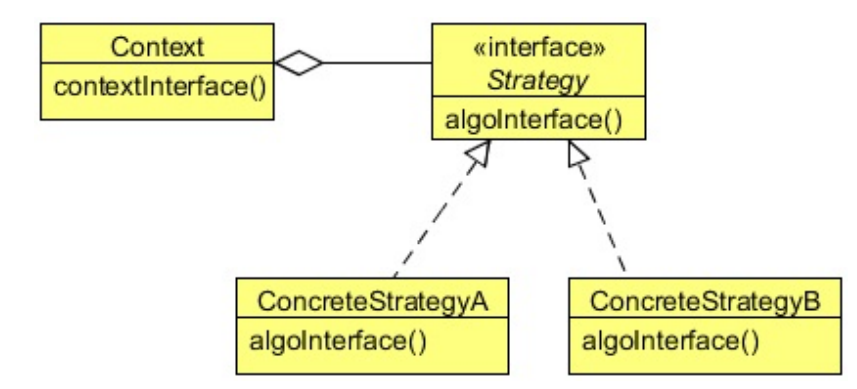 Context
contextInterface()
«interface»
Strategy
algoInterface()
ConcreteStrategyA
algoInterface()
ConcreteStrategyB
algoInterface()